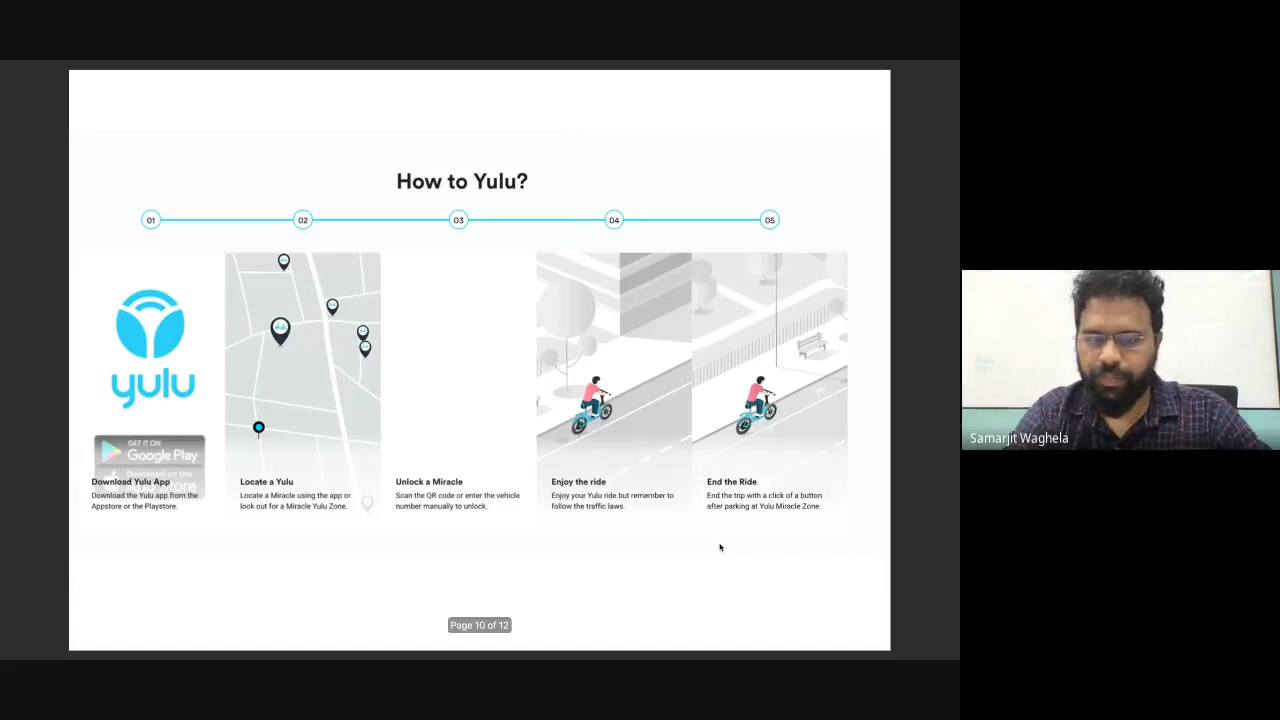 How to Yulu?
01 02 03 04 05
yulu
GET IT ON
Google Play
Download on the
Download Yulu App
Download the Yulu app from the
Appstore or the Playstore.
Locate a Yulu
Locate a Miracle using the app or
look out for a Miracle Yulu Zone.
Unlock a Miracle
Scan the QR code or enter the vehicle
number manually to unlock.
Enjoy the ride
Enjoy your Yulu ride but remember to
follow the traffic laws.
End the Ride
End the trip with a click of a button
after parking at Yulu Miracle Zone.
Page 10 of 12
Samarjit Waghela